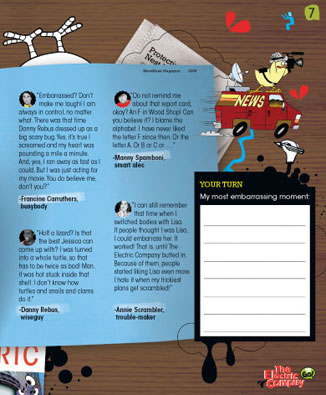 7
Protecti
News
NEWS
"Embarrassed? Don't
make me laugh! I am
always in control, no matter
what. There was that time
Danny Rebus dressed up as a
big scary bug. Yes, it's true I
screamed and my heart was
pounding a mile a minute.
And, yes, I ran away as fast as I
could. But I was just acting for
my movie. You do believe me,
don't you?"
-Francine Carruthers,
busybody
"Half a lizard? Is that
the best Jessica can
come up with? I was turned
into a whole turtle, so that
has to be twice as bad! Man,
it was hot stuck inside that
shell. I don't know how
turtles and snails and clams
do it."
-Danny Rebus,
wiseguy
"Do not remind me
about that report card,
okay? An F in Wood Shop! Can
you believe it? I blame the
alphabet. I have never liked
the letter F since then. Or the
letter A. Or B or C or ..."
-Manny Spamboni,
smart alec
"I can still remember
that time when I
switched bodies with Lisa.
If people thought I was Lisa,
I could embarrass her. It
worked! That is, until The
Electric Company butted in.
Because of them, people
started liking Lisa even more.
I hate it when my trickiest
plans get scrambled!"
-Annie Scrambler,
trouble-maker
YOUR TURN
My most embarrassing moment.
RIC
The
Electric
Company